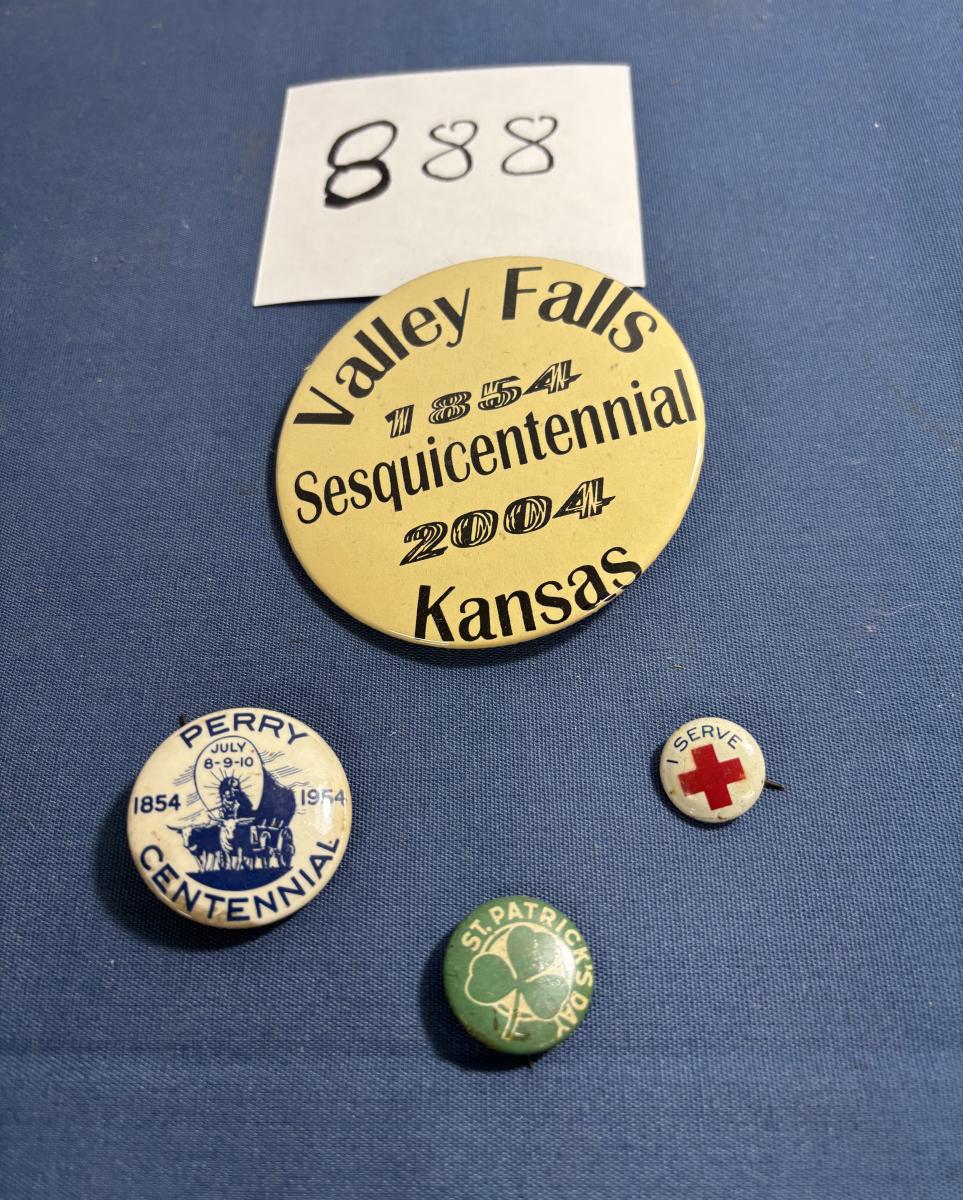 888
Valley Falls
1854
Sesquicentennial
2004
Kansas
PERRY
JULY
8-9-10
1854 1954
CENTENNIAL
I SERVE
ST. PATRICK'S DAY